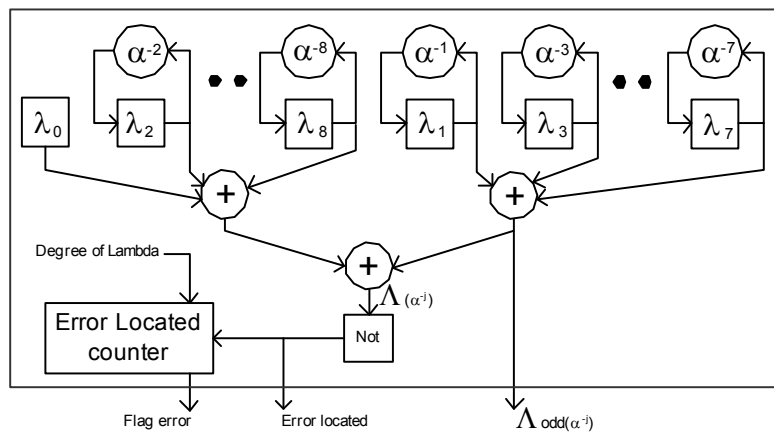 α-2
α-8
α-1
α-3
α-7
λ0
λ2
λ8
λ1
λ3
λ7
+
+
+
Degree of Lambda
Λ(α-j)
Error Located
counter
Not
Flag error
Error located
Λ odd(α-j)